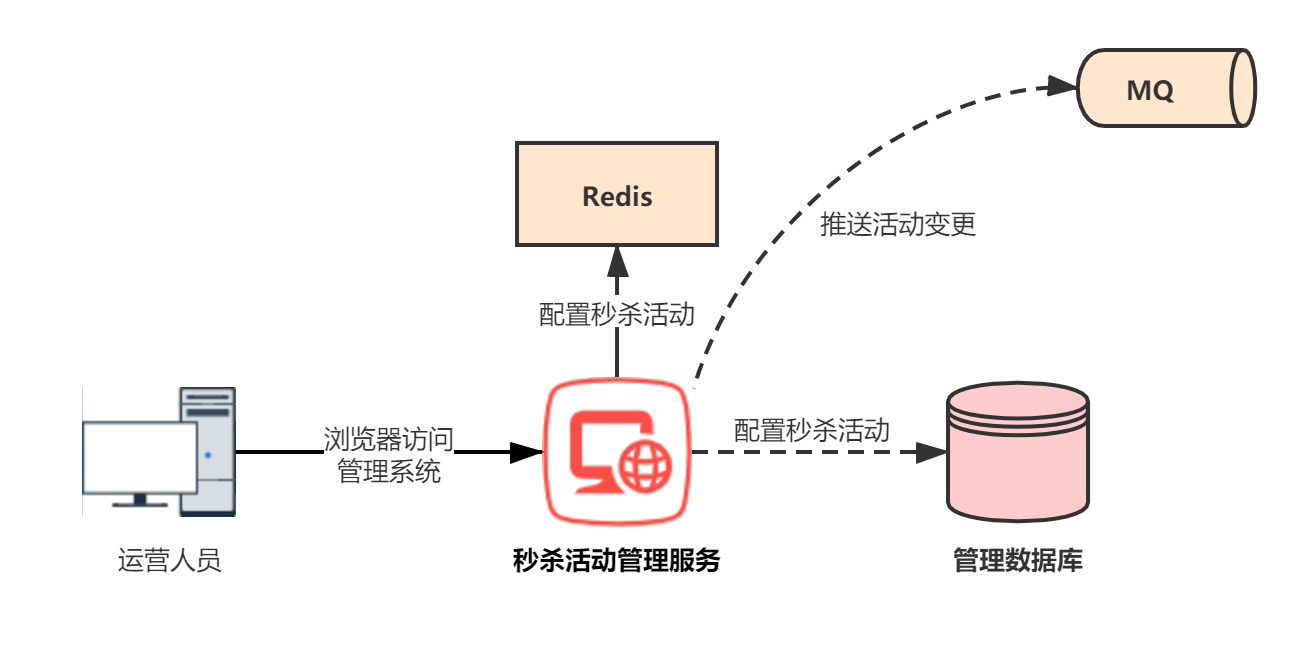 MQ
Redis
推送活动变更
配置秒杀活动
浏览器访问
管理系统
配置秒杀活动
运营人员
秒杀活动管理服务
管理数据库